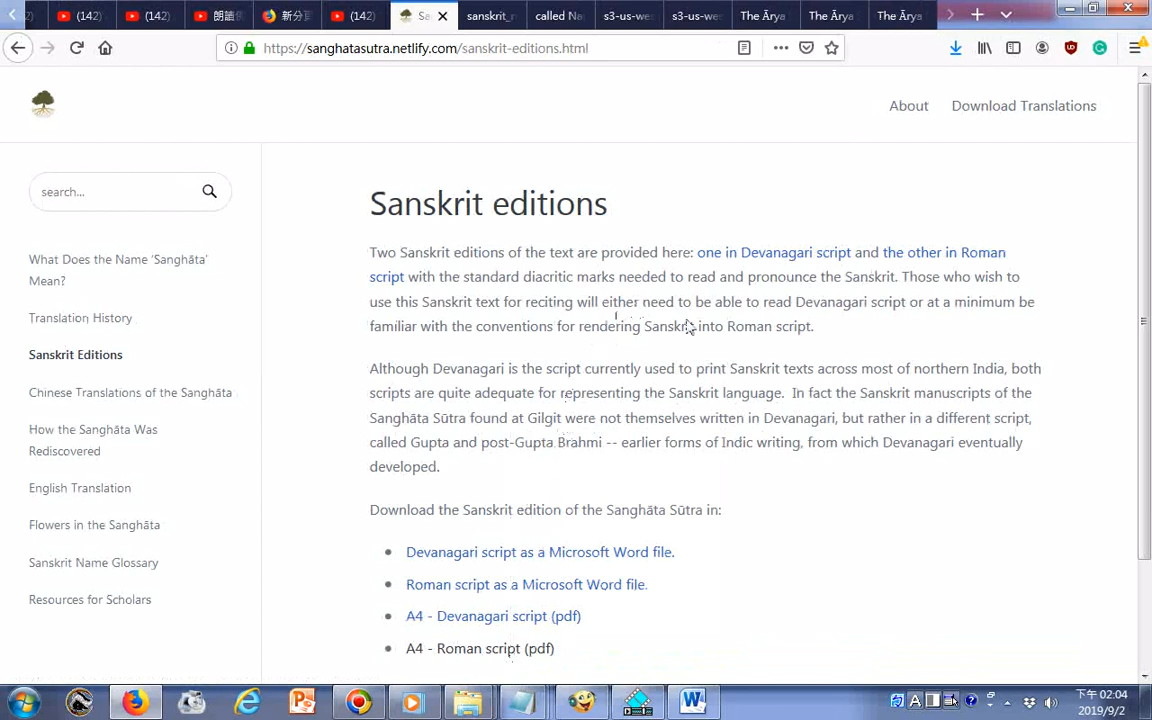 (142)
(142)
朗誦
新分頁
(142)
Sa
sanskrit_r
called Na
s3-us-we
s3-us-we
The Ārya
The Ārya
The Ārya
https://sanghatasutra.netlify.com/sanskrit-editions.html
About
Download Translations
search...
What Does the Name ‘Sanghāta’
Mean?
Translation History
Sanskrit Editions
Chinese Translations of the Sanghāta
How the Sanghāta Was
Rediscovered
English Translation
Flowers in the Sanghāta
Sanskrit Name Glossary
Resources for Scholars
Sanskrit editions
Two Sanskrit editions of the text are provided here: one in Devanagari script and the other in Roman
script with the standard diacritic marks needed to read and pronounce the Sanskrit. Those who wish to
use this Sanskrit text for reciting will either need to be able to read Devanagari script or at a minimum be
familiar with the conventions for rendering Sanskrit into Roman script.
Although Devanagari is the script currently used to print Sanskrit texts across most of northern India, both
scripts are quite adequate for representing the Sanskrit language. In fact the Sanskrit manuscripts of the
Sanghāta Sūtra found at Gilgit were not themselves written in Devanagari, but rather in a different script,
called Gupta and post-Gupta Brahmi -- earlier forms of Indic writing, from which Devanagari eventually
developed.
Download the Sanskrit edition of the Sanghāta Sūtra in:
Devanagari script as a Microsoft Word file.
Roman script as a Microsoft Word file.
A4 - Devanagari script (pdf)
A4 - Roman script (pdf)
下午 02:04
2019/9/2